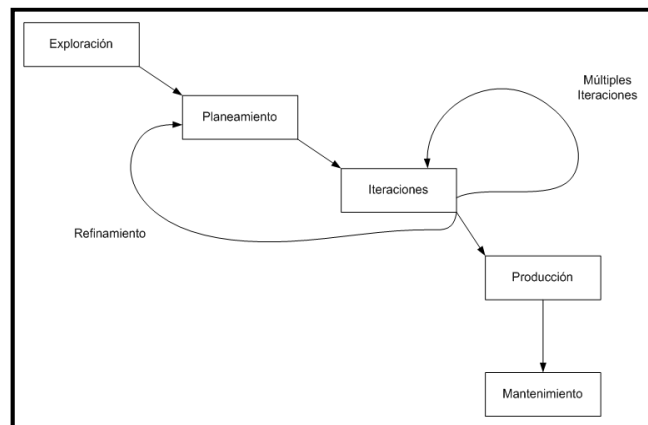 Exploración
Múltiples
Iteraciones
Planeamiento
Iteraciones
Refinamiento
Producción
Mantenimiento